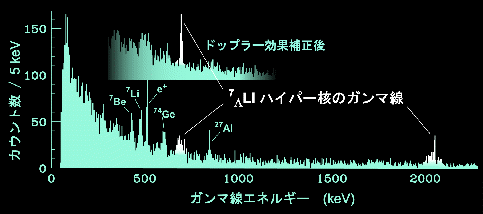 カウント数 / 5 keV
150
100
50
0
ドップラー効果補正後
⁷Be
⁷Li
e⁺
⁷⁴Ge
²⁷Al
⁷ΛLI ハイパー核のガンマ線
0
500
1000
1500
2000
ガンマ線エネルギー (keV)